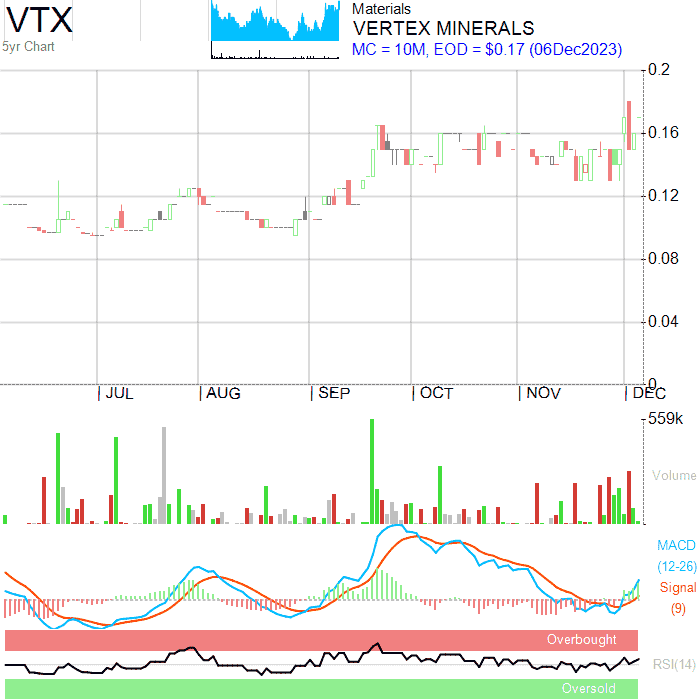 VTX
5yr Chart
Materials
VERTEX MINERALS
MC = 10M, EOD = $0.17 (06Dec2023)
0.2
0.16
0.12
0.08
0.04
0
JUL AUG SEP OCT NOV DEC
559k
Volume
MACD
(12-26)
Signal
(9)
Overbought
RSI(14)
Oversold